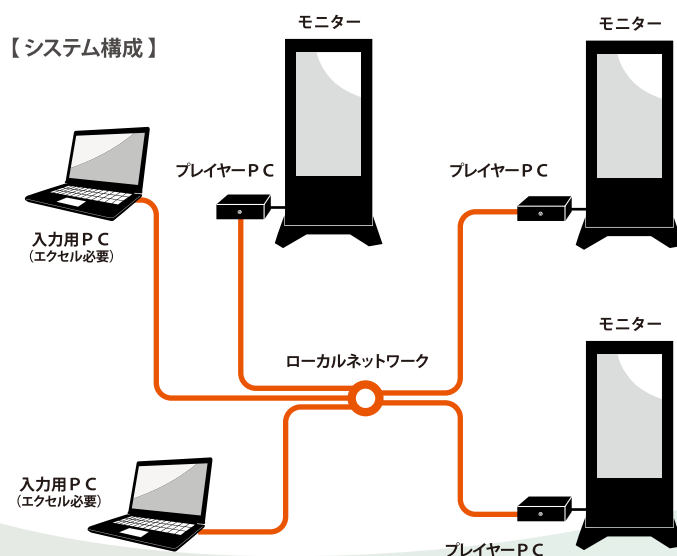 【システム構成】
モニター
モニター
プレイヤーＰＣ
プレイヤーＰＣ
入力用ＰＣ
（エクセル必要）
モニター
ローカルネットワーク
入力用ＰＣ
（エクセル必要）
プレイヤーＰＣ